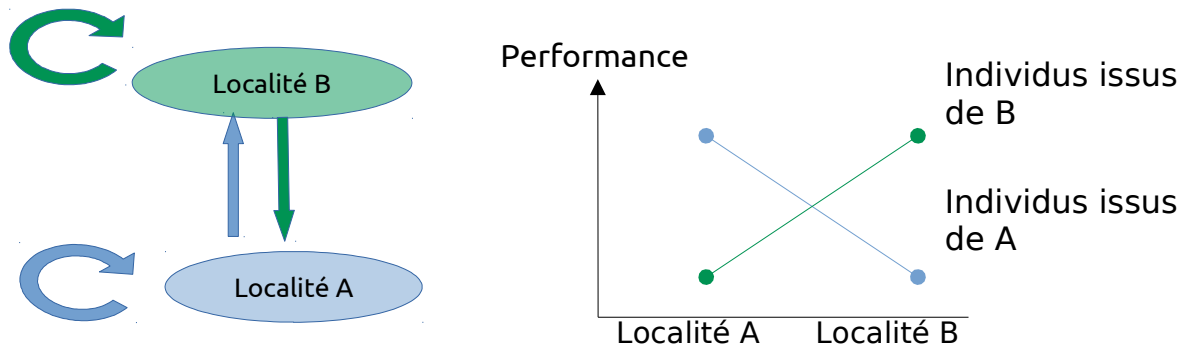 Localité B
Localité A
Performance
Individus issus
de B
Individus issus
de A
Localité A
Localité B